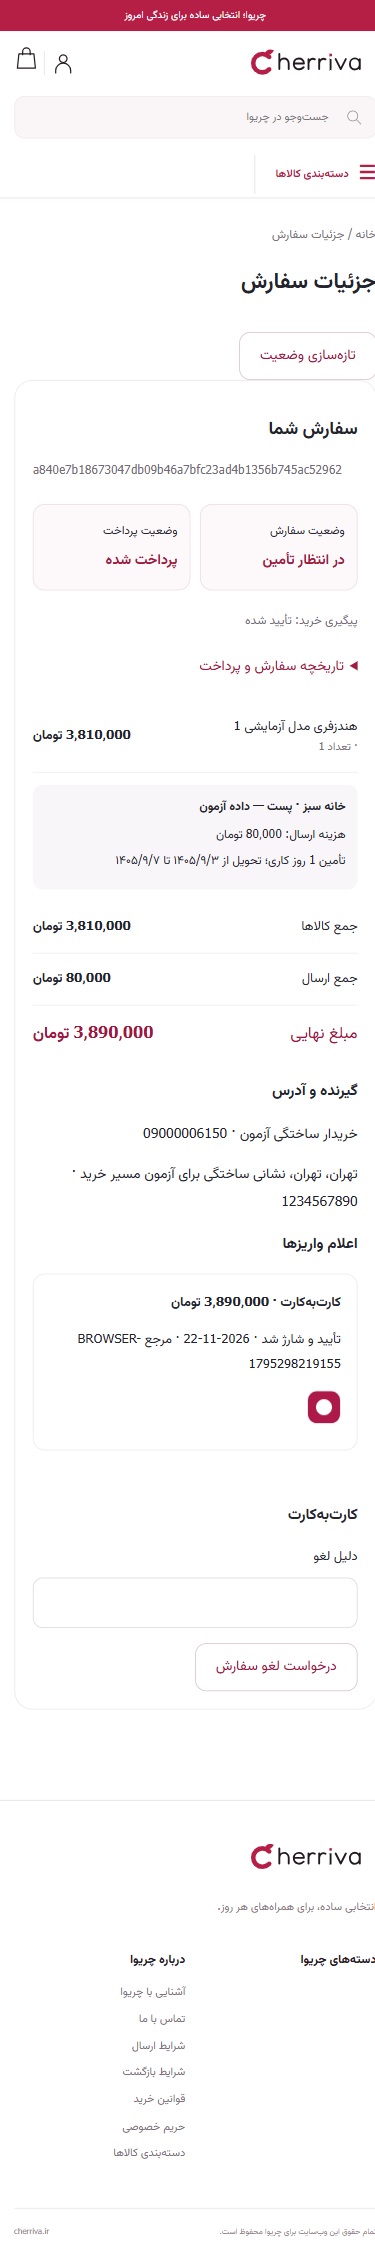 چریوا؛ انتخابی ساده برای زندگی امروز
Cherriva
جست‌وجو در چریوا
دسته‌بندی کالاها
خانه / جزئیات سفارش
جزئیات سفارش
تازه‌سازی وضعیت
سفارش شما
a840e7b18673047db09b46a7bfc23ad4b1356b745ac52962
وضعیت سفارش
در انتظار تأمین
وضعیت پرداخت
پرداخت شده
پیگیری خرید: تأیید شده
تاریخچه سفارش و پرداخت
هندزفری مدل آزمایشی 1
· تعداد 1
3,810,000 تومان
خانه سبز · پست — داده آزمون
هزینه ارسال: 80,000 تومان
تأمین 1 روز کاری؛ تحویل از ۱۴۰۵/۹/۳ تا ۱۴۰۵/۹/۷
جمع کالاها
3,810,000 تومان
جمع ارسال
80,000 تومان
مبلغ نهایی
3,890,000 تومان
گیرنده و آدرس
خریدار ساختگی آزمون · 09000006150
تهران، تهران، نشانی ساختگی برای آزمون مسیر خرید ·
1234567890
اعلام واریزها
کارت‌به‌کارت · 3,890,000 تومان
تأیید و شارژ شد · 2026-11-22 · مرجع BROWSER-
1795298219155
کارت‌به‌کارت
دلیل لغو
درخواست لغو سفارش
Cherriva
انتخابی ساده، برای همراه‌های هر روز.
دسته‌های چریوا
درباره چریوا
آشنایی با چریوا
تماس با ما
شرایط ارسال
شرایط بازگشت
قوانین خرید
حریم خصوصی
دسته‌بندی کالاها
تمام حقوق این وب‌سایت برای چریوا محفوظ است.
cherriva.ir